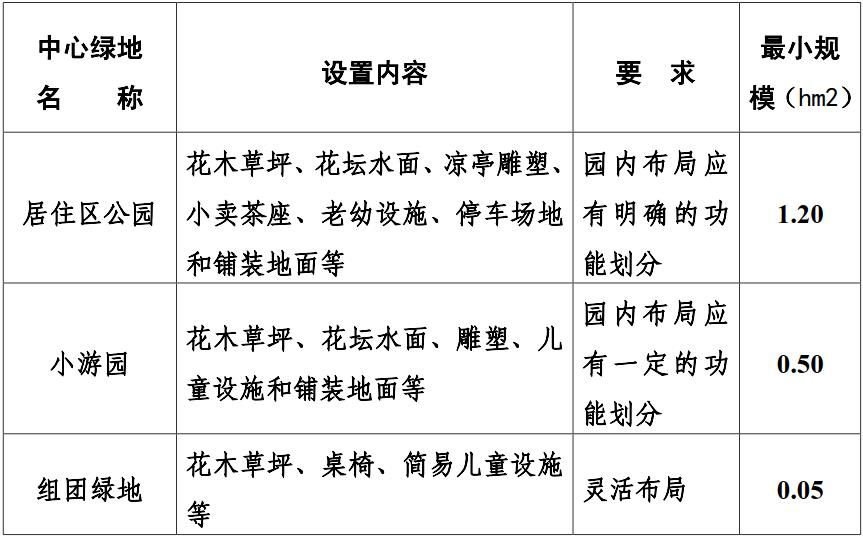 中心绿地
名 称
设置内容
要 求
最小规
模（hm2）
居住区公园
花木草坪、花坛水面、凉亭雕塑、
小卖茶座、老幼设施、停车场地
和铺装地面等
园内布局应
有明确的功
能划分
1.20
小游园
花木草坪、花坛水面、雕塑、儿
童设施和铺装地面等
园内布局应
有一定的功
能划分
0.50
组团绿地
花木草坪、桌椅、简易儿童设施
等
灵活布局
0.05